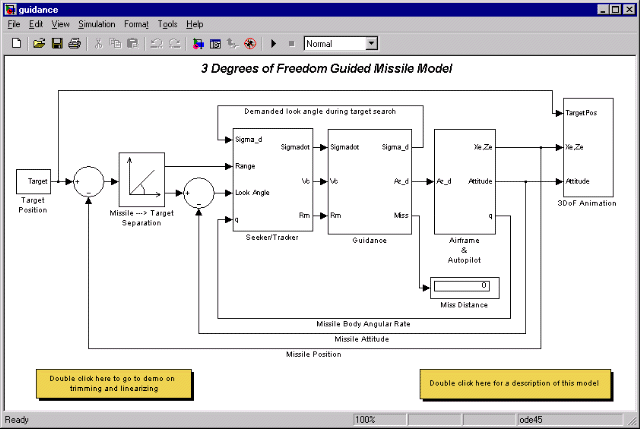 guidance
File Edit View Simulation Format Tools Help
Normal
3 Degrees of Freedom Guided Missile Model
Demanded look angle during target search
TargetPos
Xe,Ze
Attitude
3DoF Animation
Target
Target
Position
+
−
Missile ---> Target
Separation
+
−
Sigma_d
Range
Look Angle
q
Sigmadot
Vc
Rm
Seeker/Tracker
Sigmadot
Vc
Rm
Sigma_d
Az_d
Miss
Guidance
Az_d
Xe,Ze
Attitude
q
Airframe
&
Autopilot
0
Miss Distance
Missile Body Angular Rate
Missile Attitude
Missile Position
Double click here to go to demo on
trimming and linearizing
Double click here for a description of this model
Ready
100%
ode45